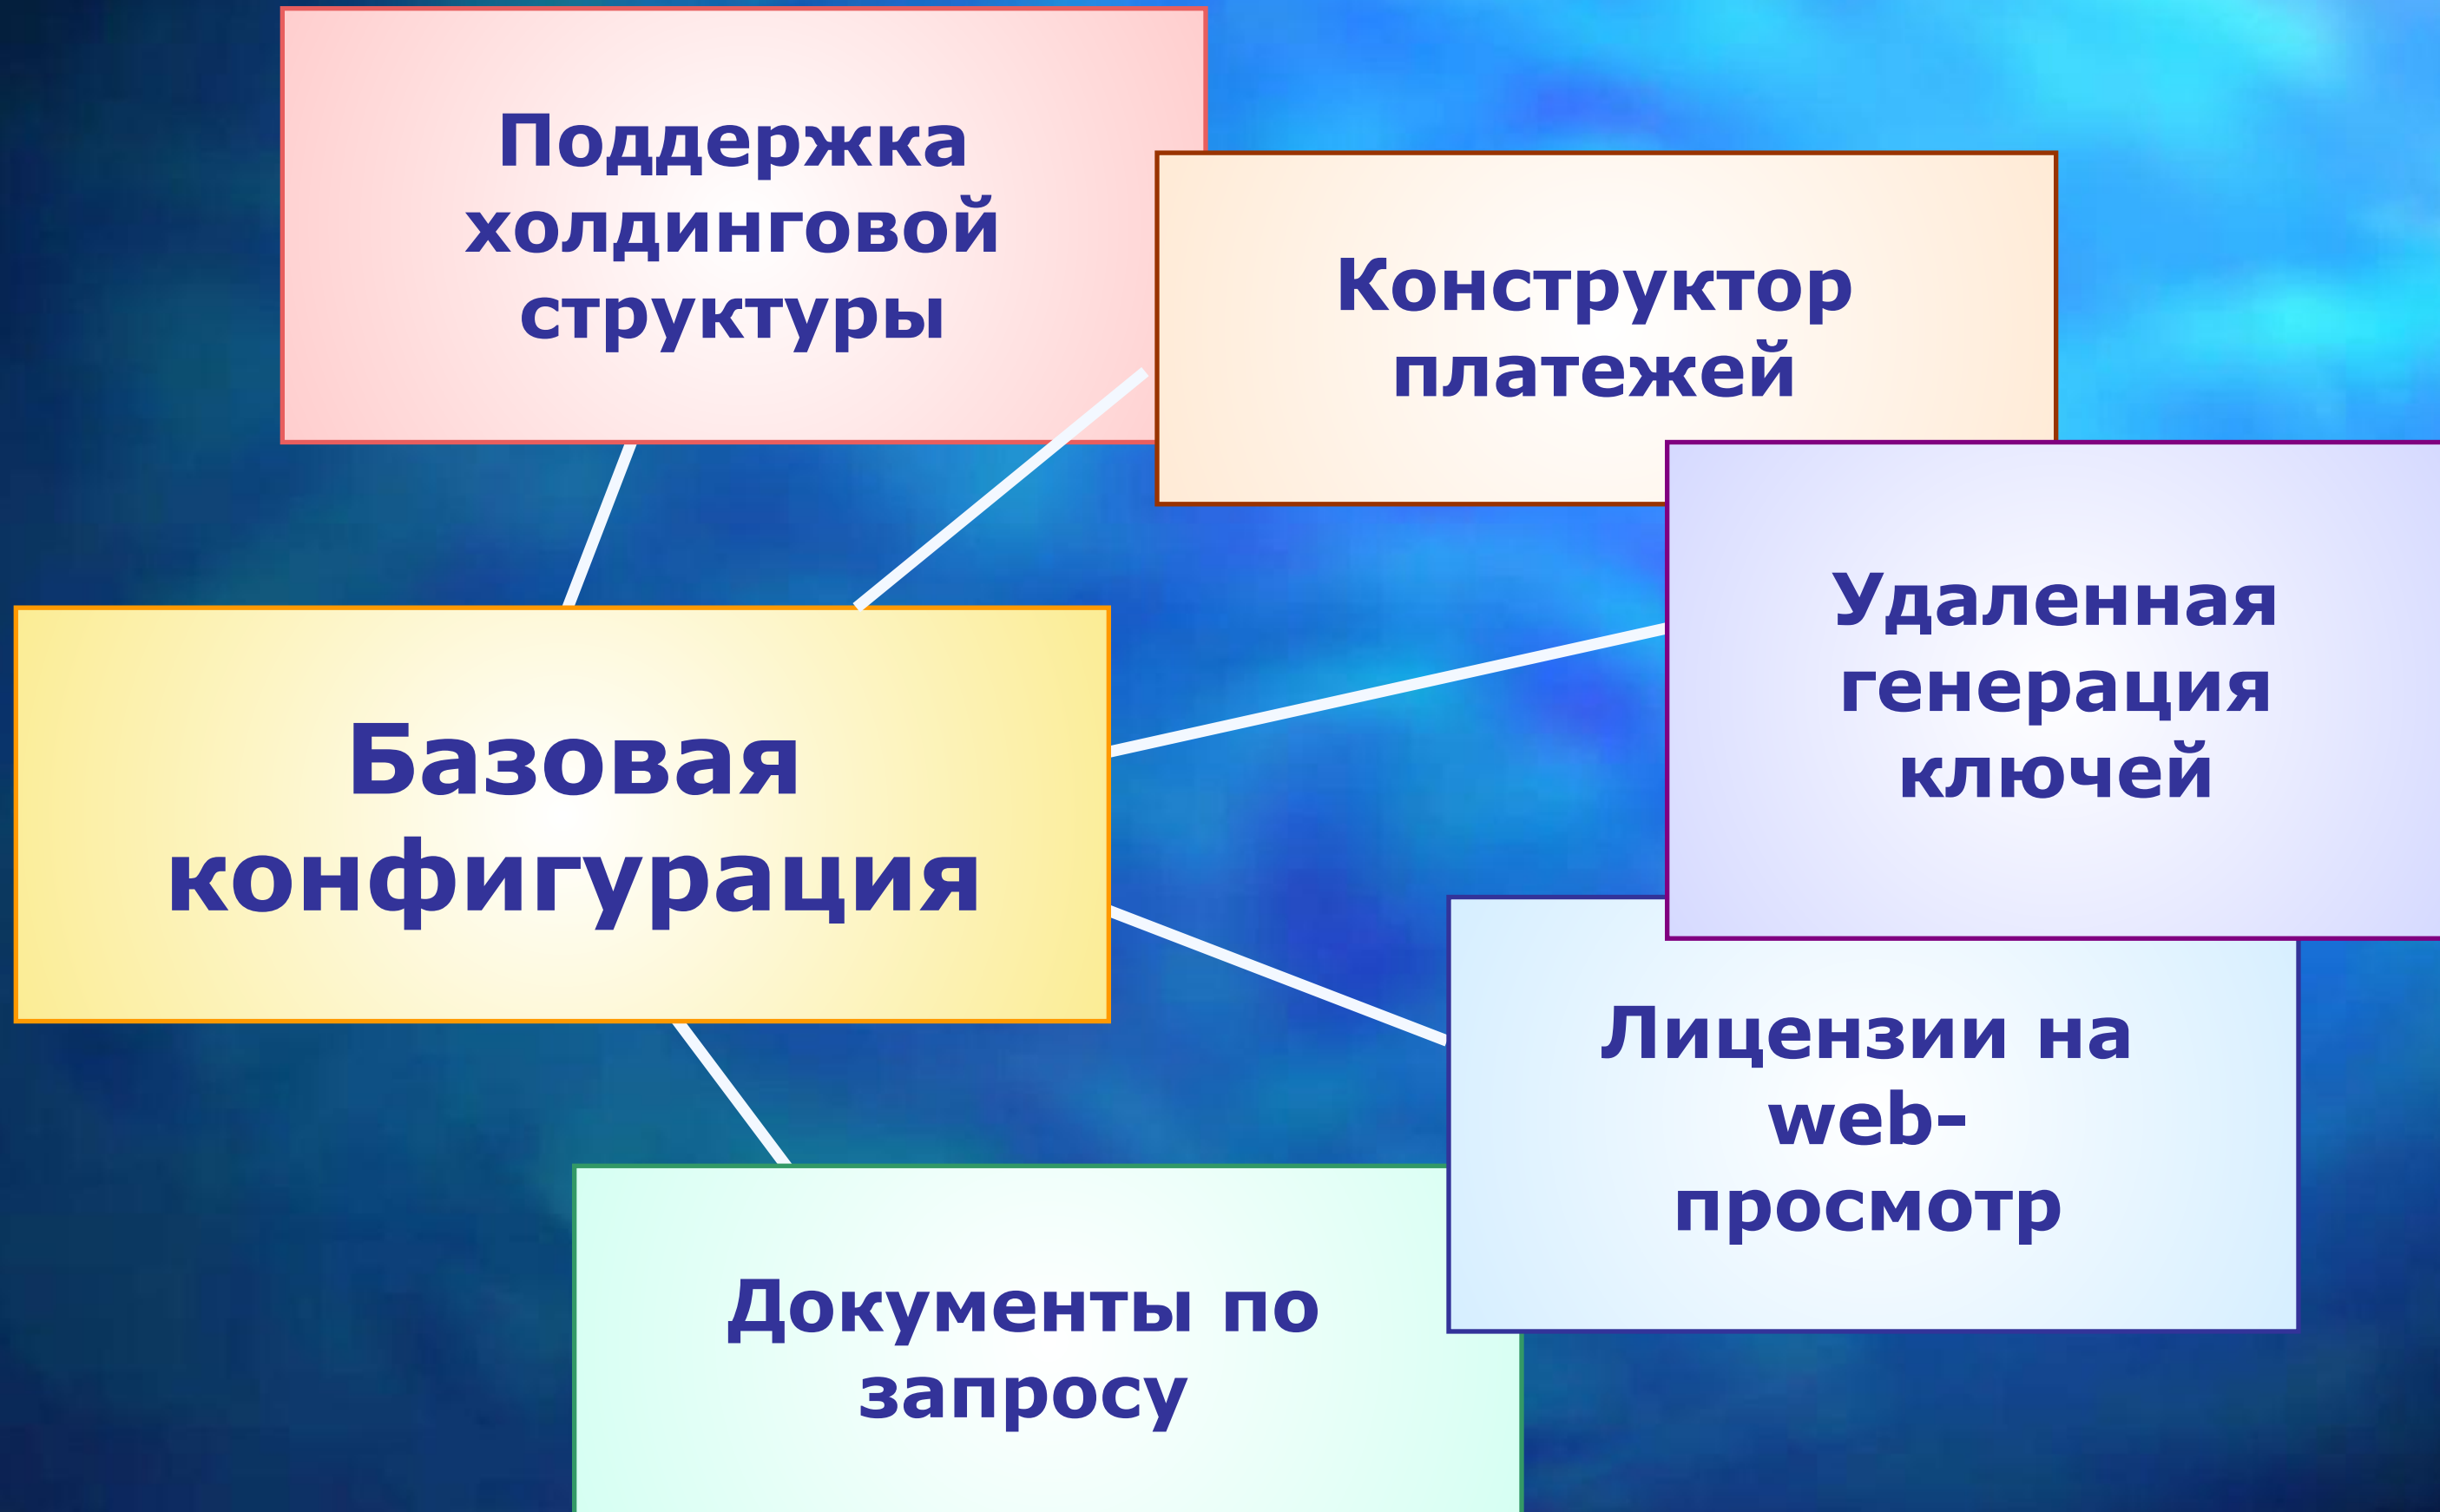 Поддержка
холдинговой
структуры
Конструктор
платежей
Удаленная
генерация
ключей
Базовая
конфигурация
Лицензии на
web-
просмотр
Документы по
запросу